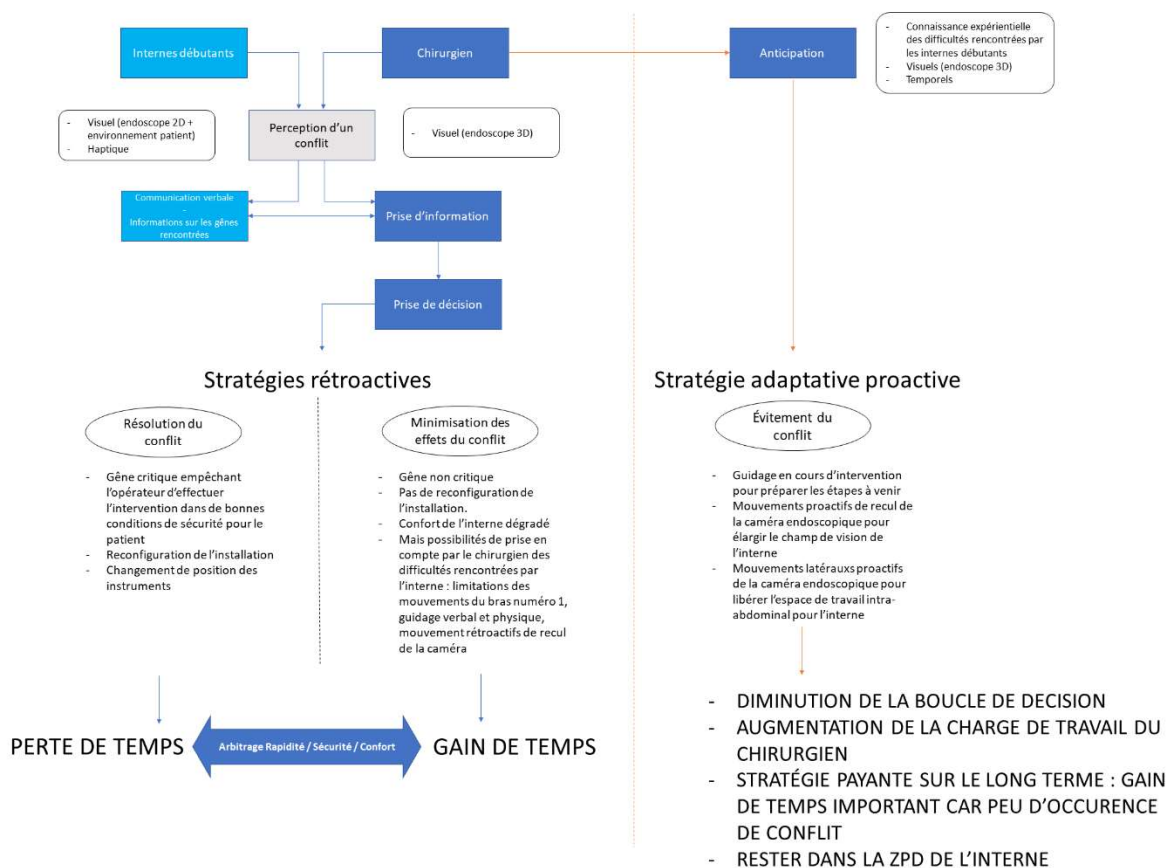 Internes débutants
Chirurgien
Anticipation
- Connaissance expérientielle
des difficultés rencontrées par
les internes débutants
- Visuels (endoscope 3D)
- Temporels
- Visuel (endoscope 2D +
environnement patient)
- Haptique
Perception d'un
conflit
- Visuel (endoscope 3D)
Communication verbale
-
Informations sur les gênes
rencontrées
Prise d'information
Prise de décision
Stratégies rétroactives
Résolution du
conflit
- Gêne critique empêchant
l'opérateur d'effectuer
l'intervention dans de bonnes
conditions de sécurité pour le
patient
- Reconfiguration de l'installation
- Changement de position des
instruments
Minimisation des
effets du conflit
- Gêne non critique
- Pas de reconfiguration de
l'installation.
- Confort de l'interne dégradé
- Mais possibilités de prise en
compte par le chirurgien des
difficultés rencontrées par
l'interne : limitations des
mouvements du bras numéro 1,
guidage verbal et physique,
mouvement rétroactifs de recul
de la caméra
PERTE DE TEMPS
Arbitrage Rapidité / Sécurité / Confort
GAIN DE TEMPS
Stratégie adaptative proactive
Évitement du
conflit
- Guidage en cours d'intervention
pour préparer les étapes à venir
- Mouvements proactifs de recul de
la caméra endoscopique pour
élargir le champ de vision de
l'interne
- Mouvements latéraux proactifs
de la caméra endoscopique pour
libérer l'espace de travail intra-
abdominal pour l'interne
- DIMINUTION DE LA BOUCLE DE DECISION
- AUGMENTATION DE LA CHARGE DE TRAVAIL DU
CHIRURGIEN
- STRATÉGIE PAYANTE SUR LE LONG TERME : GAIN
DE TEMPS IMPORTANT CAR PEU D'OCCURENCE
DE CONFLIT
- RESTER DANS LA ZPD DE L'INTERNE